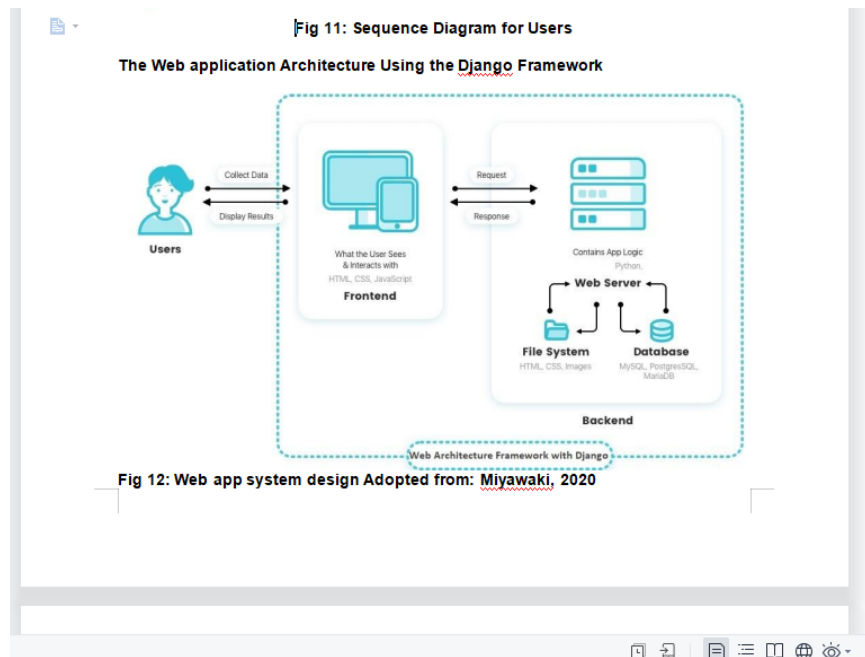 Fig 11: Sequence Diagram for Users
The Web application Architecture Using the Django Framework
Collect Data
Display Results
Users
What the User Sees
& Interacts with
HTML, CSS, JavaScript
Frontend
Request
Response
Contains App Logic
Python,
Web Server
File System
HTML, CSS, Images
Database
MySQL, PostgresSQL,
MariaDB
Backend
Web Architecture Framework with Django
Fig 12: Web app system design Adopted from: Miyawaki, 2020